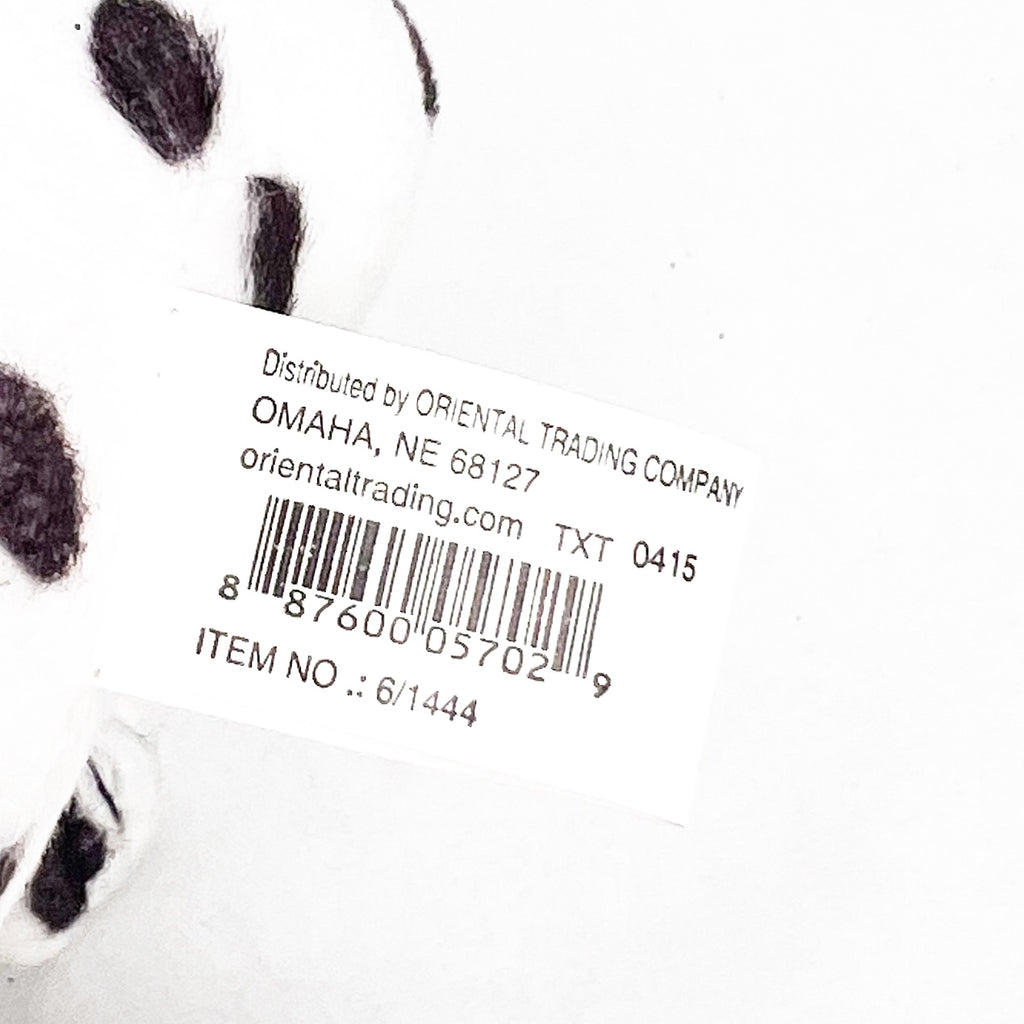 Distributed by ORIENTAL TRADING COMPANY
OMAHA, NE 68127
orientaltrading.com TXT 0415
8 87600 05702 9
ITEM NO .: 6/1444